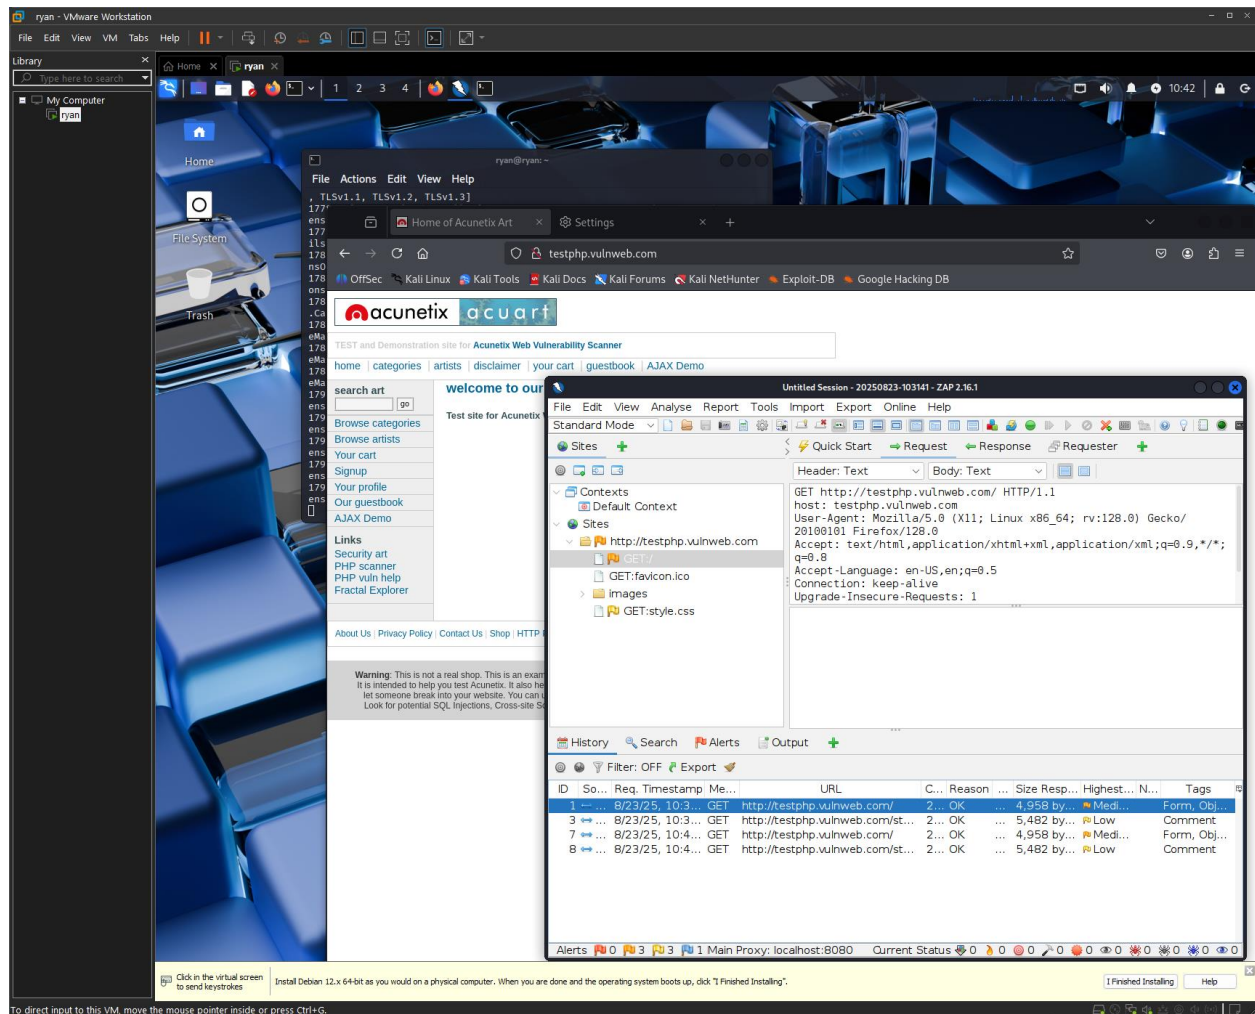 ryan - VMware Workstation
File Edit View VM Tabs Help
Library
Type here to search
My Computer
ryan
Home
ryan
1 2 3 4
10:42
Home
File System
Trash
ryan@ryan: ~
File Actions Edit View Help
, TLSv1.1, TLSv1.2, TLSv1.3]
Home of Acunetix Art
Settings
testphp.vulnweb.com
OffSec Kali Linux Kali Tools Kali Docs Kali Forums Kali NetHunter Exploit-DB Google Hacking DB
acunetix acuart
TEST and Demonstration site for Acunetix Web Vulnerability Scanner
home | categories | artists | disclaimer | your cart | guestbook | AJAX Demo
search art
go
Browse categories
Browse artists
Your cart
Signup
Your profile
Our guestbook
AJAX Demo
Links
Security art
PHP scanner
PHP vuln help
Fractal Explorer
welcome to our
Test site for Acunetix
About Us | Privacy Policy | Contact Us | Shop | HTTP
Warning: This is not a real shop. This is an exam
It is intended to help you test Acunetix. It also he
let someone break into your website. You can u
Look for potential SQL Injections, Cross-site S
Untitled Session - 20250823-103141 - ZAP 2.16.1
File Edit View Analyse Report Tools Import Export Online Help
Standard Mode
Sites
Quick Start Request Response Requester
Header: Text Body: Text
Contexts
Default Context
Sites
http://testphp.vulnweb.com
GET:/
GET:favicon.ico
images
GET:style.css
GET http://testphp.vulnweb.com/ HTTP/1.1
host: testphp.vulnweb.com
User-Agent: Mozilla/5.0 (X11; Linux x86_64; rv:128.0) Gecko/
20100101 Firefox/128.0
Accept: text/html,application/xhtml+xml,application/xml;q=0.9,*/*;
q=0.8
Accept-Language: en-US,en;q=0.5
Connection: keep-alive
Upgrade-Insecure-Requests: 1
History Search Alerts Output
Filter: OFF Export
ID So... Req. Timestamp Me... URL C... Reason ... Size Resp... Highest... N... Tags
1 ... 8/23/25, 10:3... GET http://testphp.vulnweb.com/ 2... OK ... 4,958 by... Medi... Form, Obj...
3 ... 8/23/25, 10:3... GET http://testphp.vulnweb.com/st... 2... OK ... 5,482 by... Low Comment
7 ... 8/23/25, 10:4... GET http://testphp.vulnweb.com/ 2... OK ... 4,958 by... Medi... Form, Obj...
8 ... 8/23/25, 10:4... GET http://testphp.vulnweb.com/st... 2... OK ... 5,482 by... Low Comment
Alerts 0 3 3 1 Main Proxy: localhost:8080 Current Status 0 0 0 0 0 0 0 0 0 0
Click in the virtual screen
to send keystrokes
Install Debian 12.x 64-bit as you would on a physical computer. When you are done and the operating system boots up, click "I Finished Installing".
I Finished Installing
Help
To direct input to this VM, move the mouse pointer inside or press Ctrl+G.